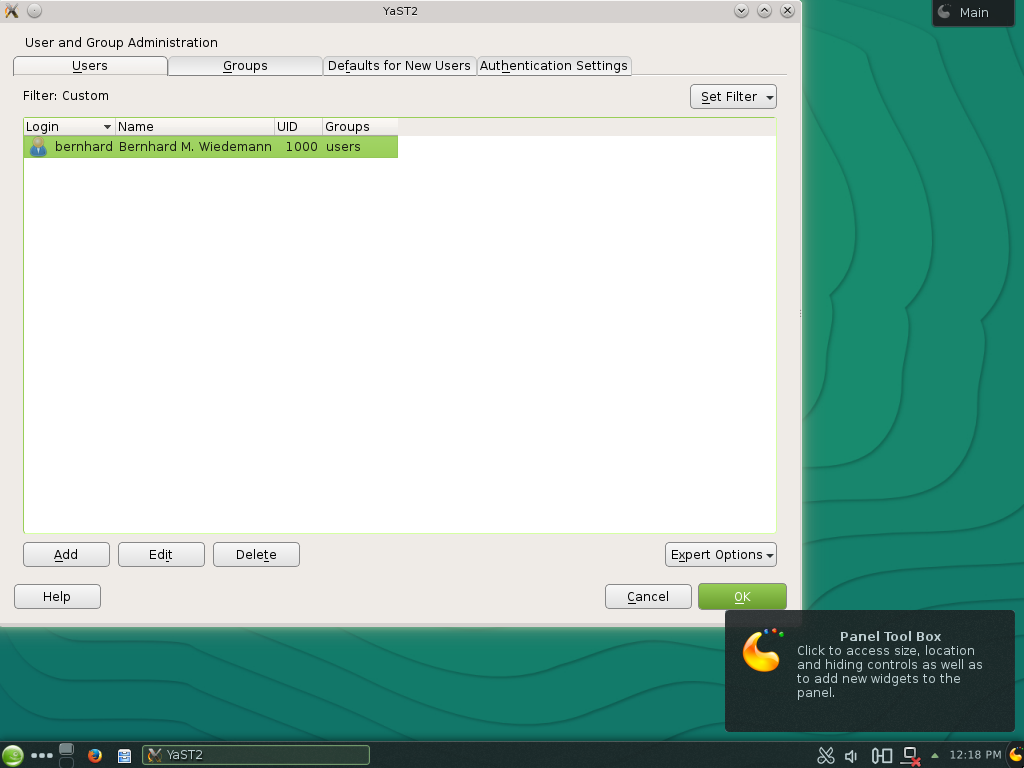 YaST2
Main
User and Group Administration
Users Groups Defaults for New Users Authentication Settings
Filter: Custom
Set Filter
Login Name UID Groups
bernhard Bernhard M. Wiedemann 1000 users
Add Edit Delete Expert Options
Help Cancel OK
Panel Tool Box
Click to access size, location
and hiding controls as well as
to add new widgets to the
panel.
YaST2
12:18 PM